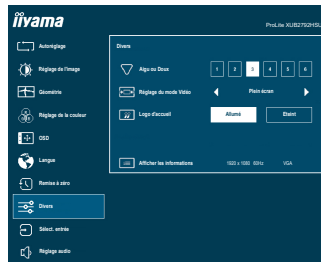 iiyama
ProLite XUB2792HSU
Autoréglage
Réglage de l'image
Géométrie
Réglage de la couleur
OSD
Langue
Remise à zéro
Divers
Sélect. entrée
Réglage audio
Divers
Aigu ou Doux
1 2 3 4 5 6
Réglage du mode Vidéo
Plein écran
Logo d'accueil
Allumé
Eteint
Afficher les informations
1920 x 1080 60Hz
VGA